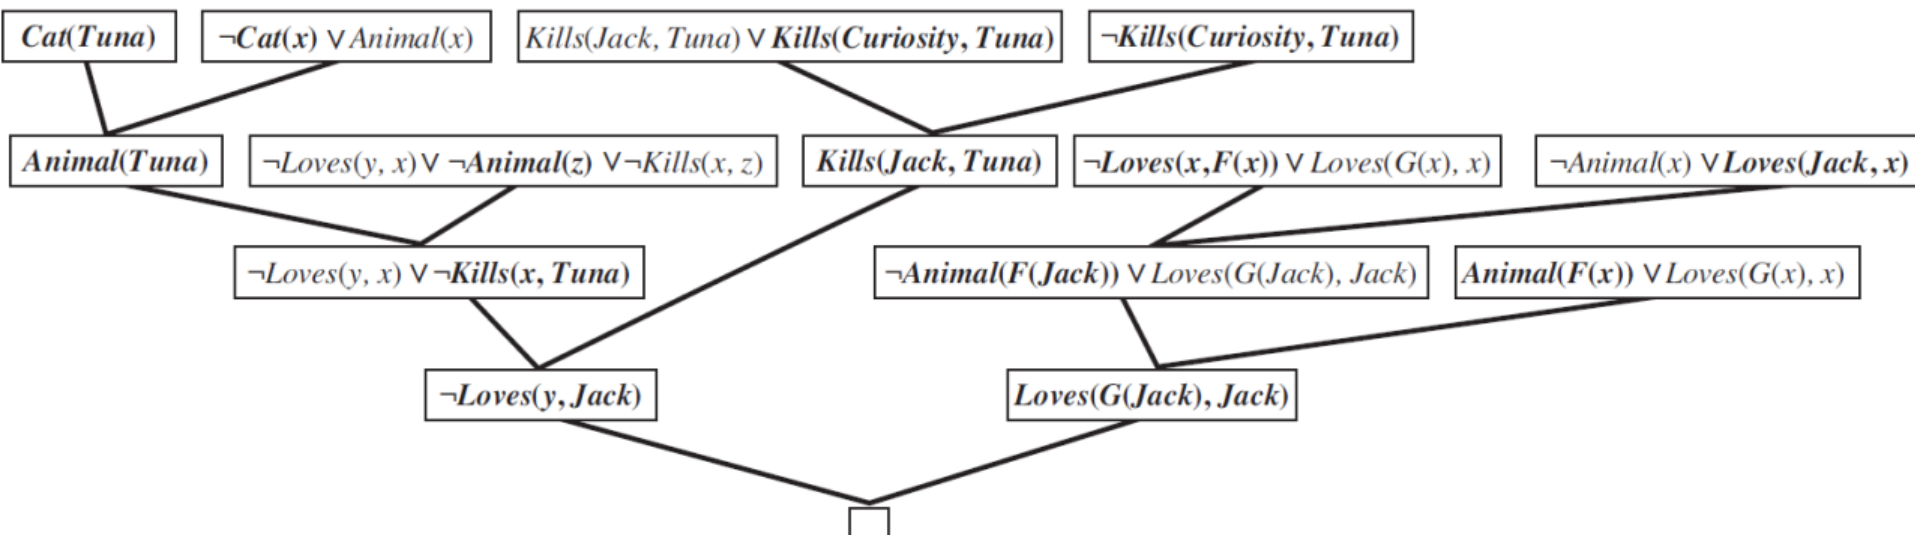 Cat(Tuna) ¬Cat(x) ∨ Animal(x) Kills(Jack, Tuna) ∨ Kills(Curiosity, Tuna) ¬Kills(Curiosity, Tuna)
Animal(Tuna) ¬Loves(y, x) ∨ ¬Animal(z) ∨ ¬Kills(x, z) Kills(Jack, Tuna) ¬Loves(x,F(x)) ∨ Loves(G(x), x) ¬Animal(x) ∨ Loves(Jack, x)
¬Loves(y, x) ∨ ¬Kills(x, Tuna) ¬Animal(F(Jack)) ∨ Loves(G(Jack), Jack) Animal(F(x)) ∨ Loves(G(x), x)
¬Loves(y, Jack) Loves(G(Jack), Jack)